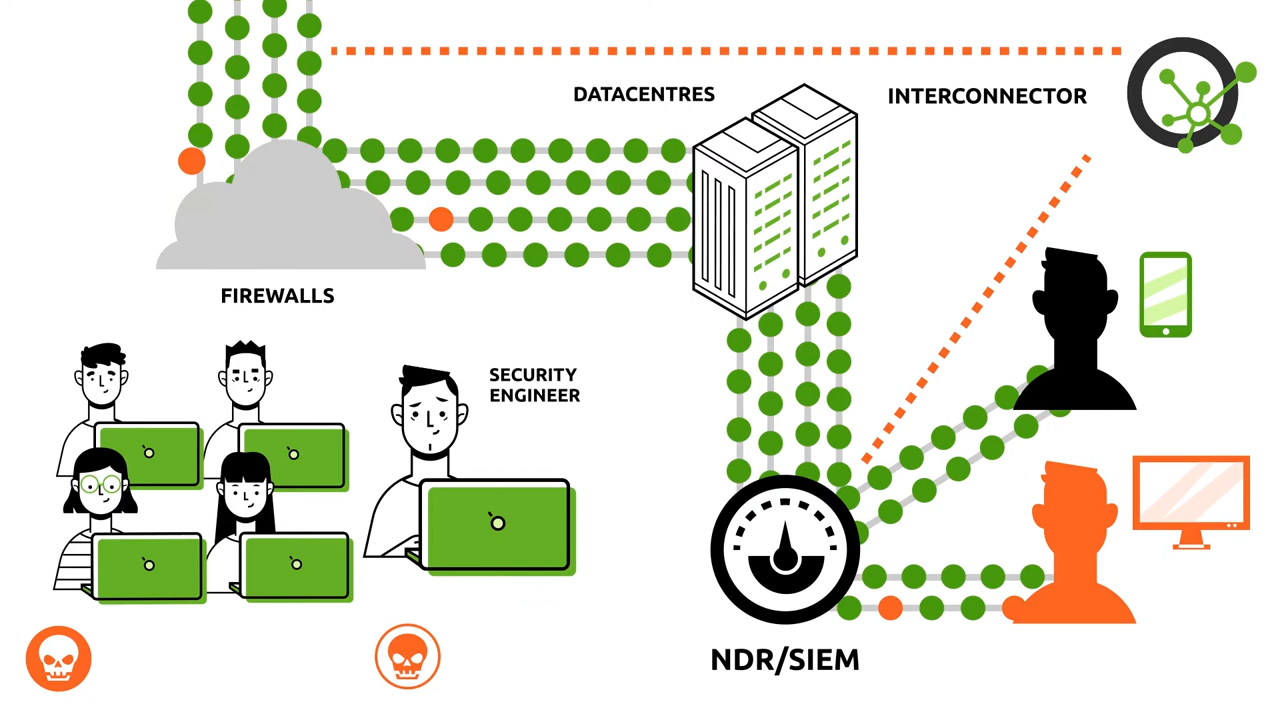 DATACENTRES
INTERCONNECTOR
FIREWALLS
SECURITY
ENGINEER
NDR/SIEM